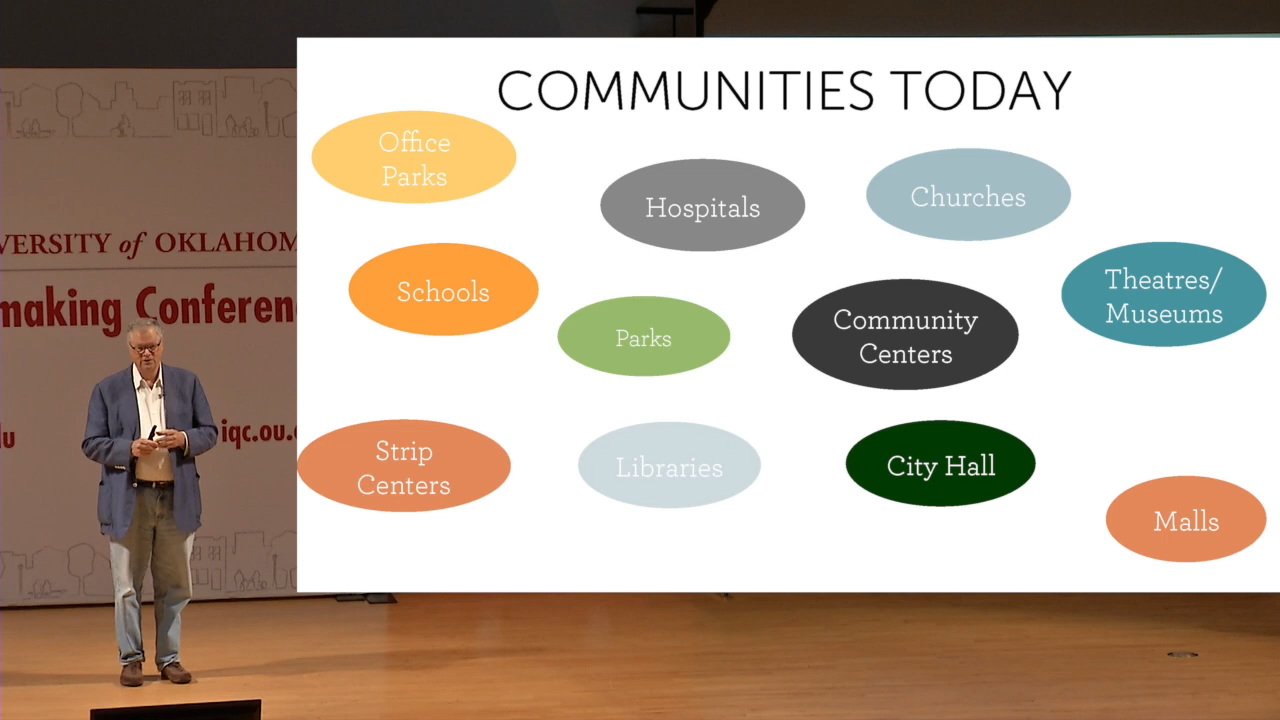 COMMUNITIES TODAY
Office
Parks
Hospitals
Churches
Schools
Parks
Community
Centers
Theatres/
Museums
Strip
Centers
Libraries
City Hall
Malls
VERSITY of OKLAHOM
making Conferen
iqc.ou.